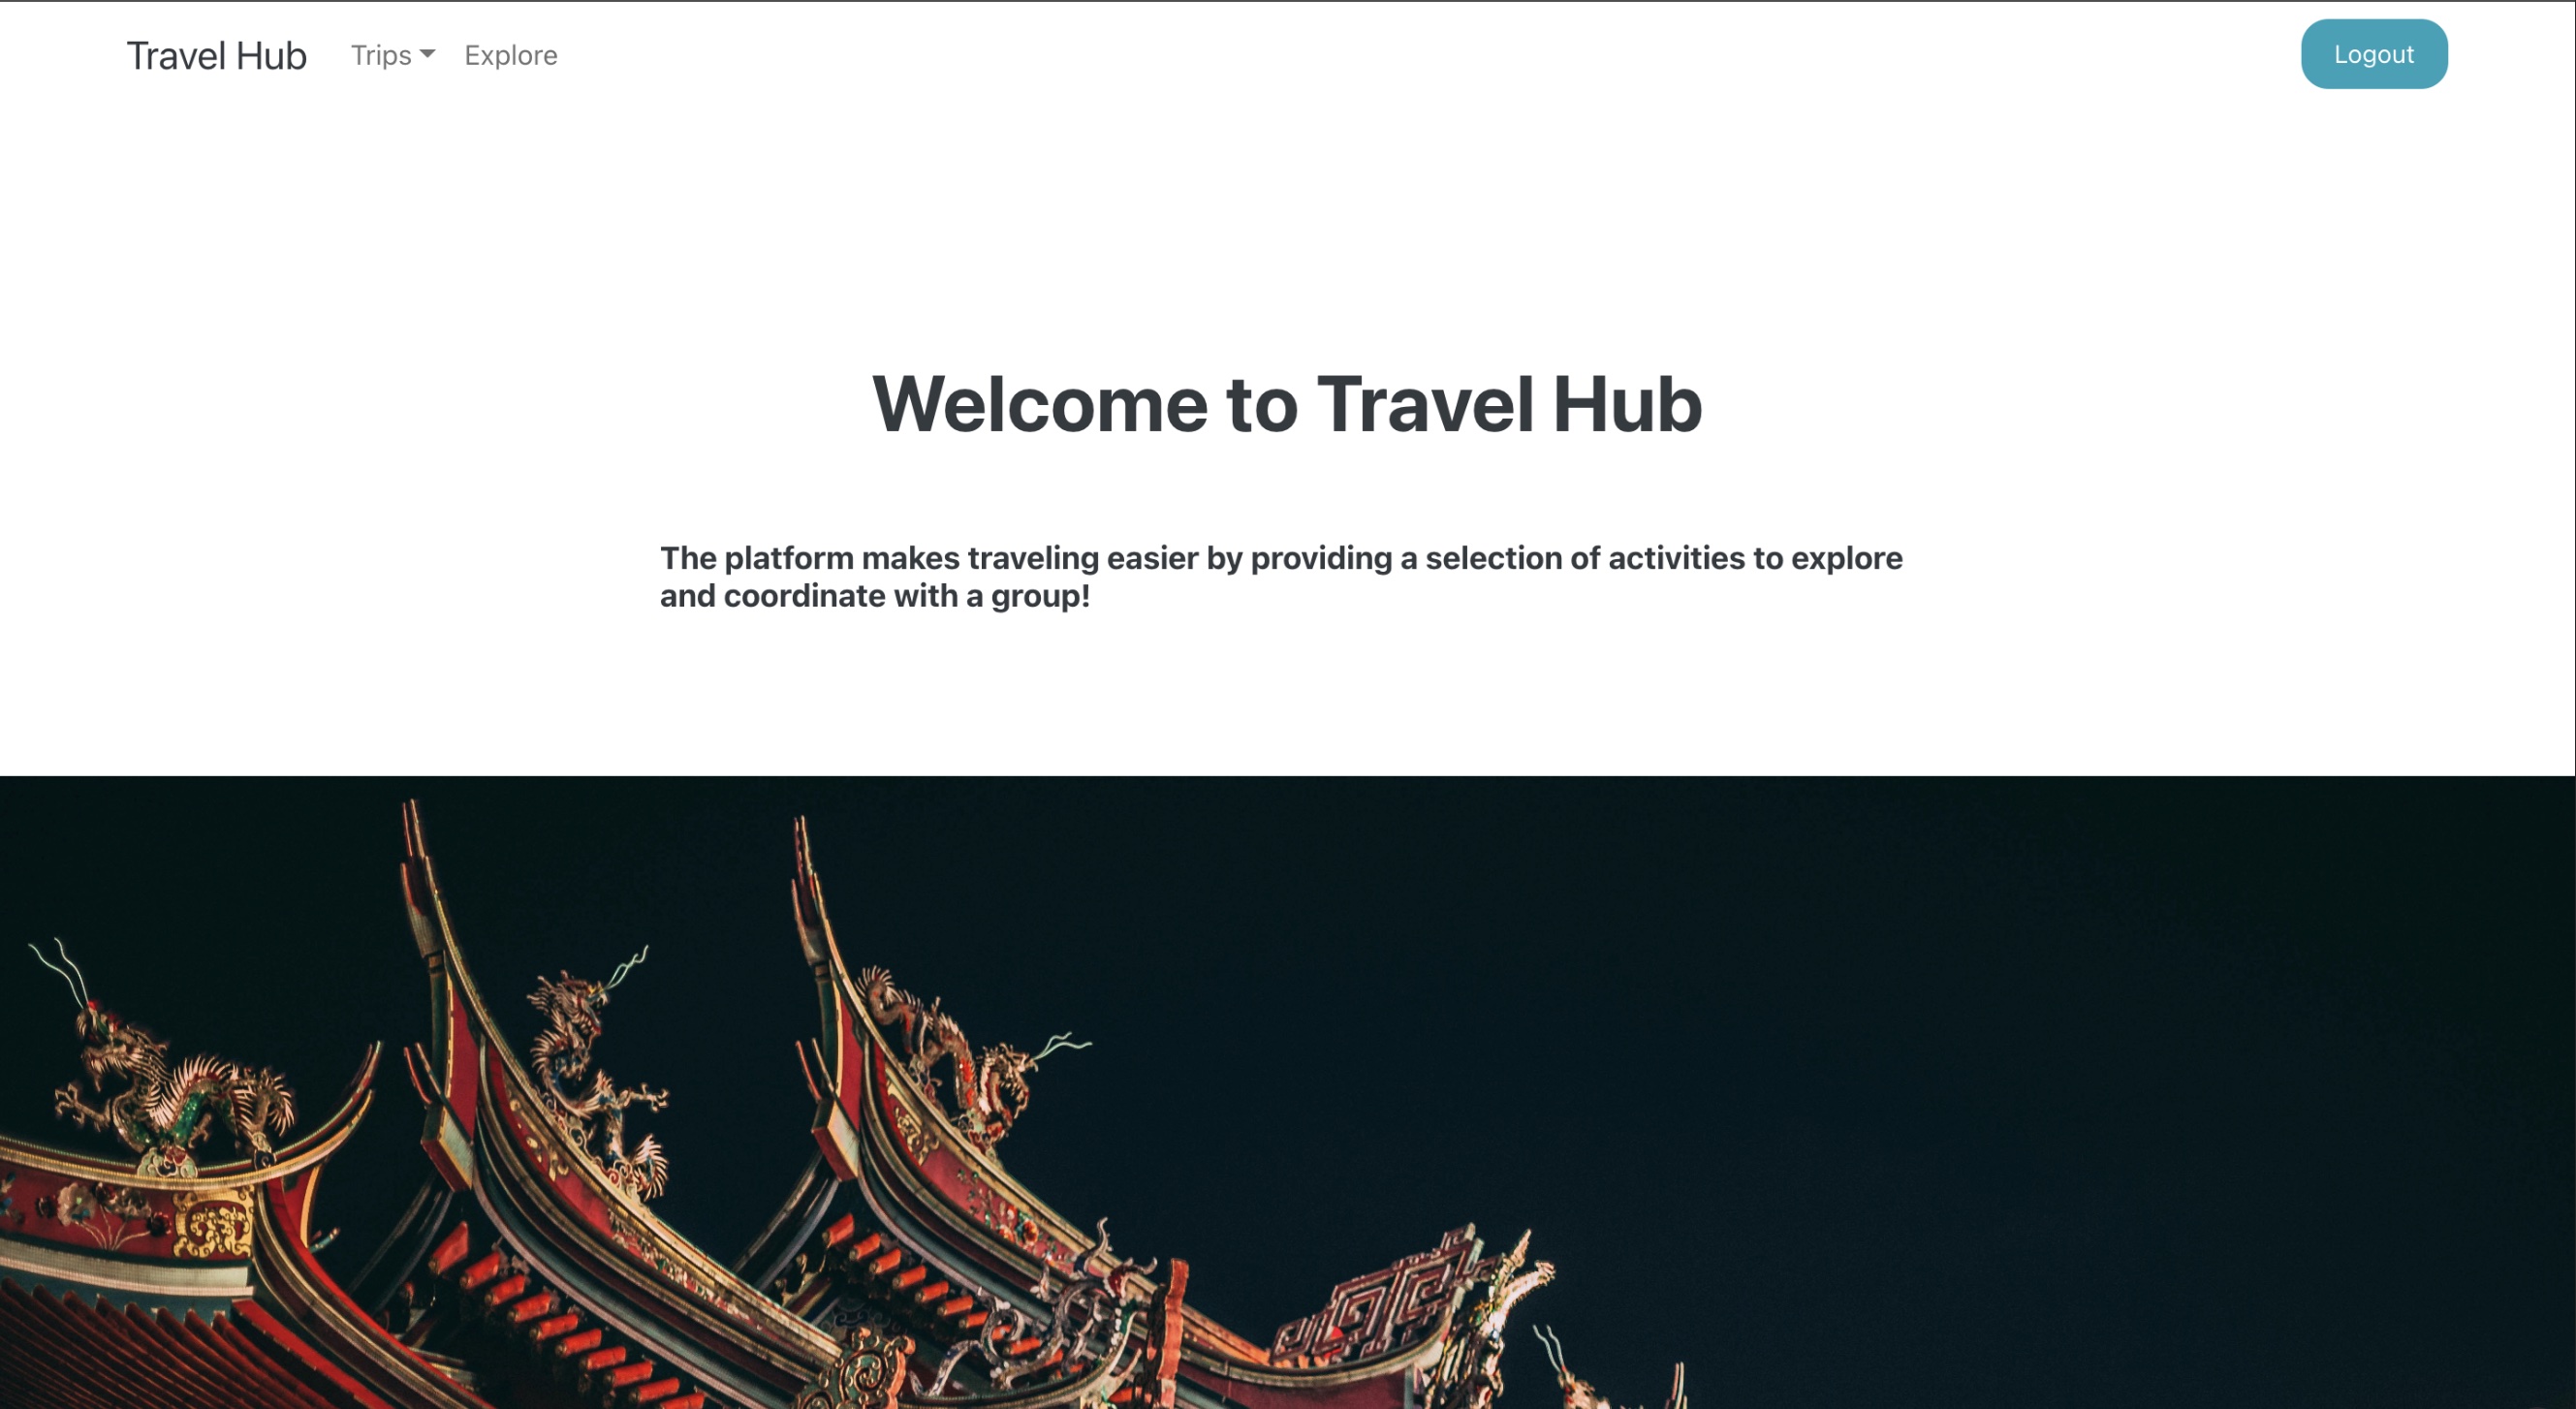 Travel Hub Trips Explore Logout
Welcome to Travel Hub
The platform makes traveling easier by providing a selection of activities to explore
and coordinate with a group!